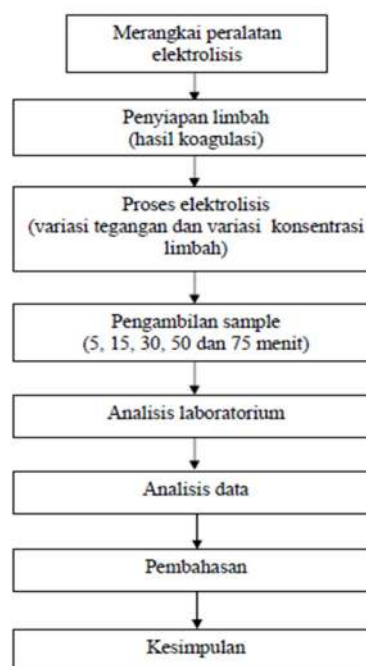 Merangkai peralatan
elektrolisis
Penyiapan limbah
(hasil koagulasi)
Proses elektrolisis
(variasi tegangan dan variasi konsentrasi
limbah)
Pengambilan sample
(5, 15, 30, 50 dan 75 menit)
Analisis laboratorium
Analisis data
Pembahasan
Kesimpulan